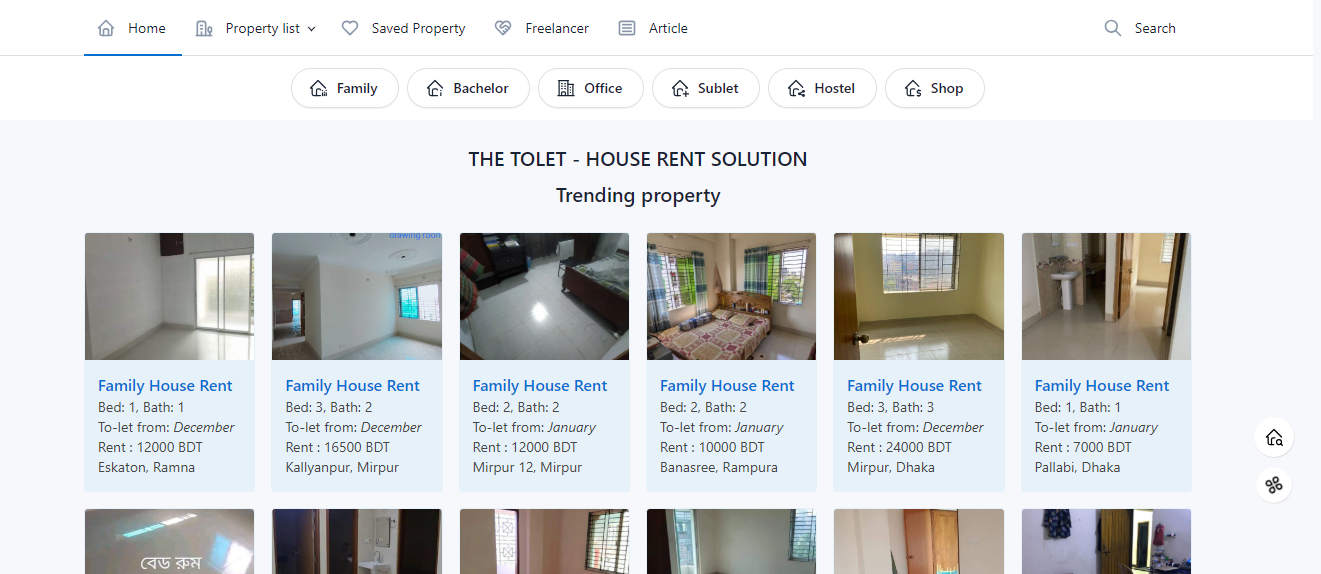 Home Property list Saved Property Freelancer Article Search
Family Bachelor Office Sublet Hostel Shop
THE TOLET - HOUSE RENT SOLUTION
Trending property
drawing room
Family House Rent
Bed: 1, Bath: 1
To-let from: December
Rent : 12000 BDT
Eskaton, Ramna
Family House Rent
Bed: 3, Bath: 2
To-let from: December
Rent : 16500 BDT
Kallyanpur, Mirpur
Family House Rent
Bed: 2, Bath: 2
To-let from: January
Rent : 12000 BDT
Mirpur 12, Mirpur
Family House Rent
Bed: 2, Bath: 2
To-let from: January
Rent : 10000 BDT
Banasree, Rampura
Family House Rent
Bed: 3, Bath: 3
To-let from: December
Rent : 24000 BDT
Mirpur, Dhaka
Family House Rent
Bed: 1, Bath: 1
To-let from: January
Rent : 7000 BDT
Pallabi, Dhaka
বেড রুম